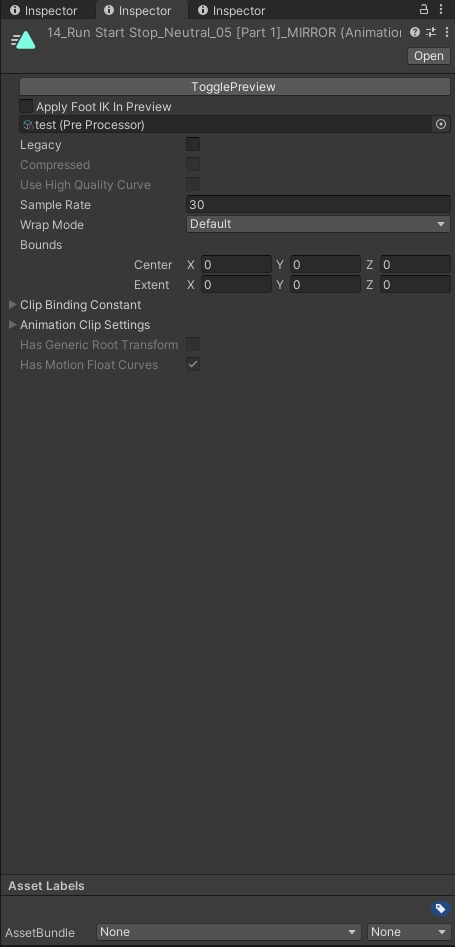 Inspector Inspector Inspector
14_Run Start Stop_Neutral_05 [Part 1]_MIRROR (Animation
Open
TogglePreview
Apply Foot IK In Preview
test (Pre Processor)
Legacy
Compressed
Use High Quality Curve
Sample Rate 30
Wrap Mode Default
Bounds
Center X 0 Y 0 Z 0
Extent X 0 Y 0 Z 0
Clip Binding Constant
Animation Clip Settings
Has Generic Root Transform
Has Motion Float Curves
Asset Labels
AssetBundle None None